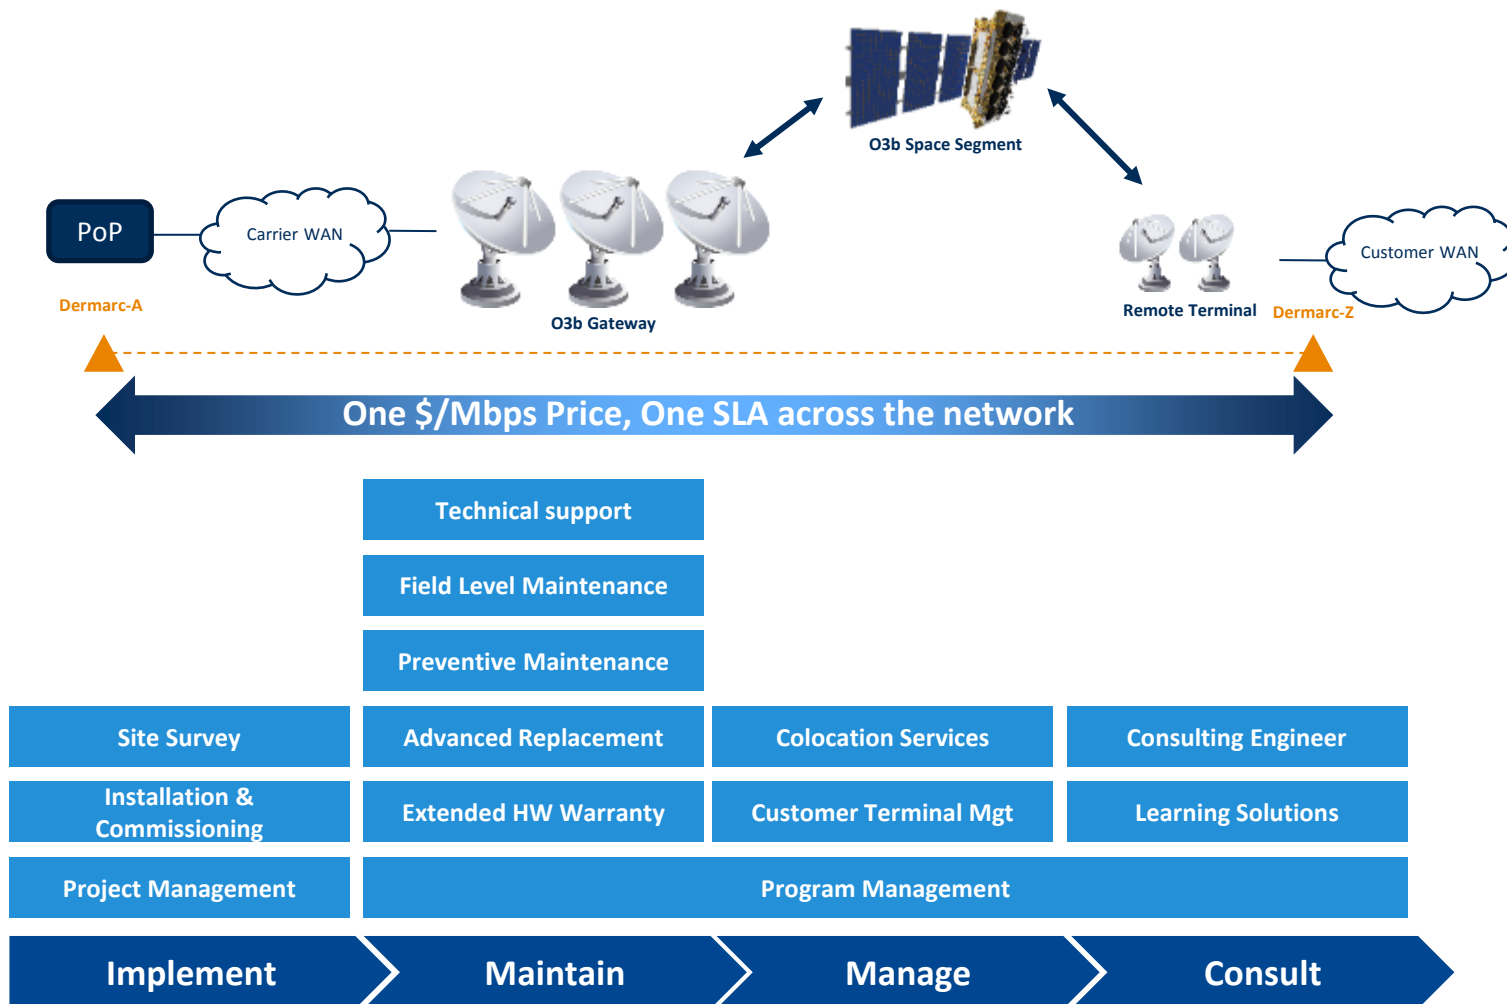 O3b Space Segment
PoP
Carrier WAN
Customer WAN
Dermarc-A
O3b Gateway
Remote Terminal
Dermarc-Z
One $/Mbps Price, One SLA across the network
Technical support
Field Level Maintenance
Preventive Maintenance
Site Survey
Advanced Replacement
Colocation Services
Consulting Engineer
Installation &
Commissioning
Extended HW Warranty
Customer Terminal Mgt
Learning Solutions
Project Management
Program Management
Implement
Maintain
Manage
Consult